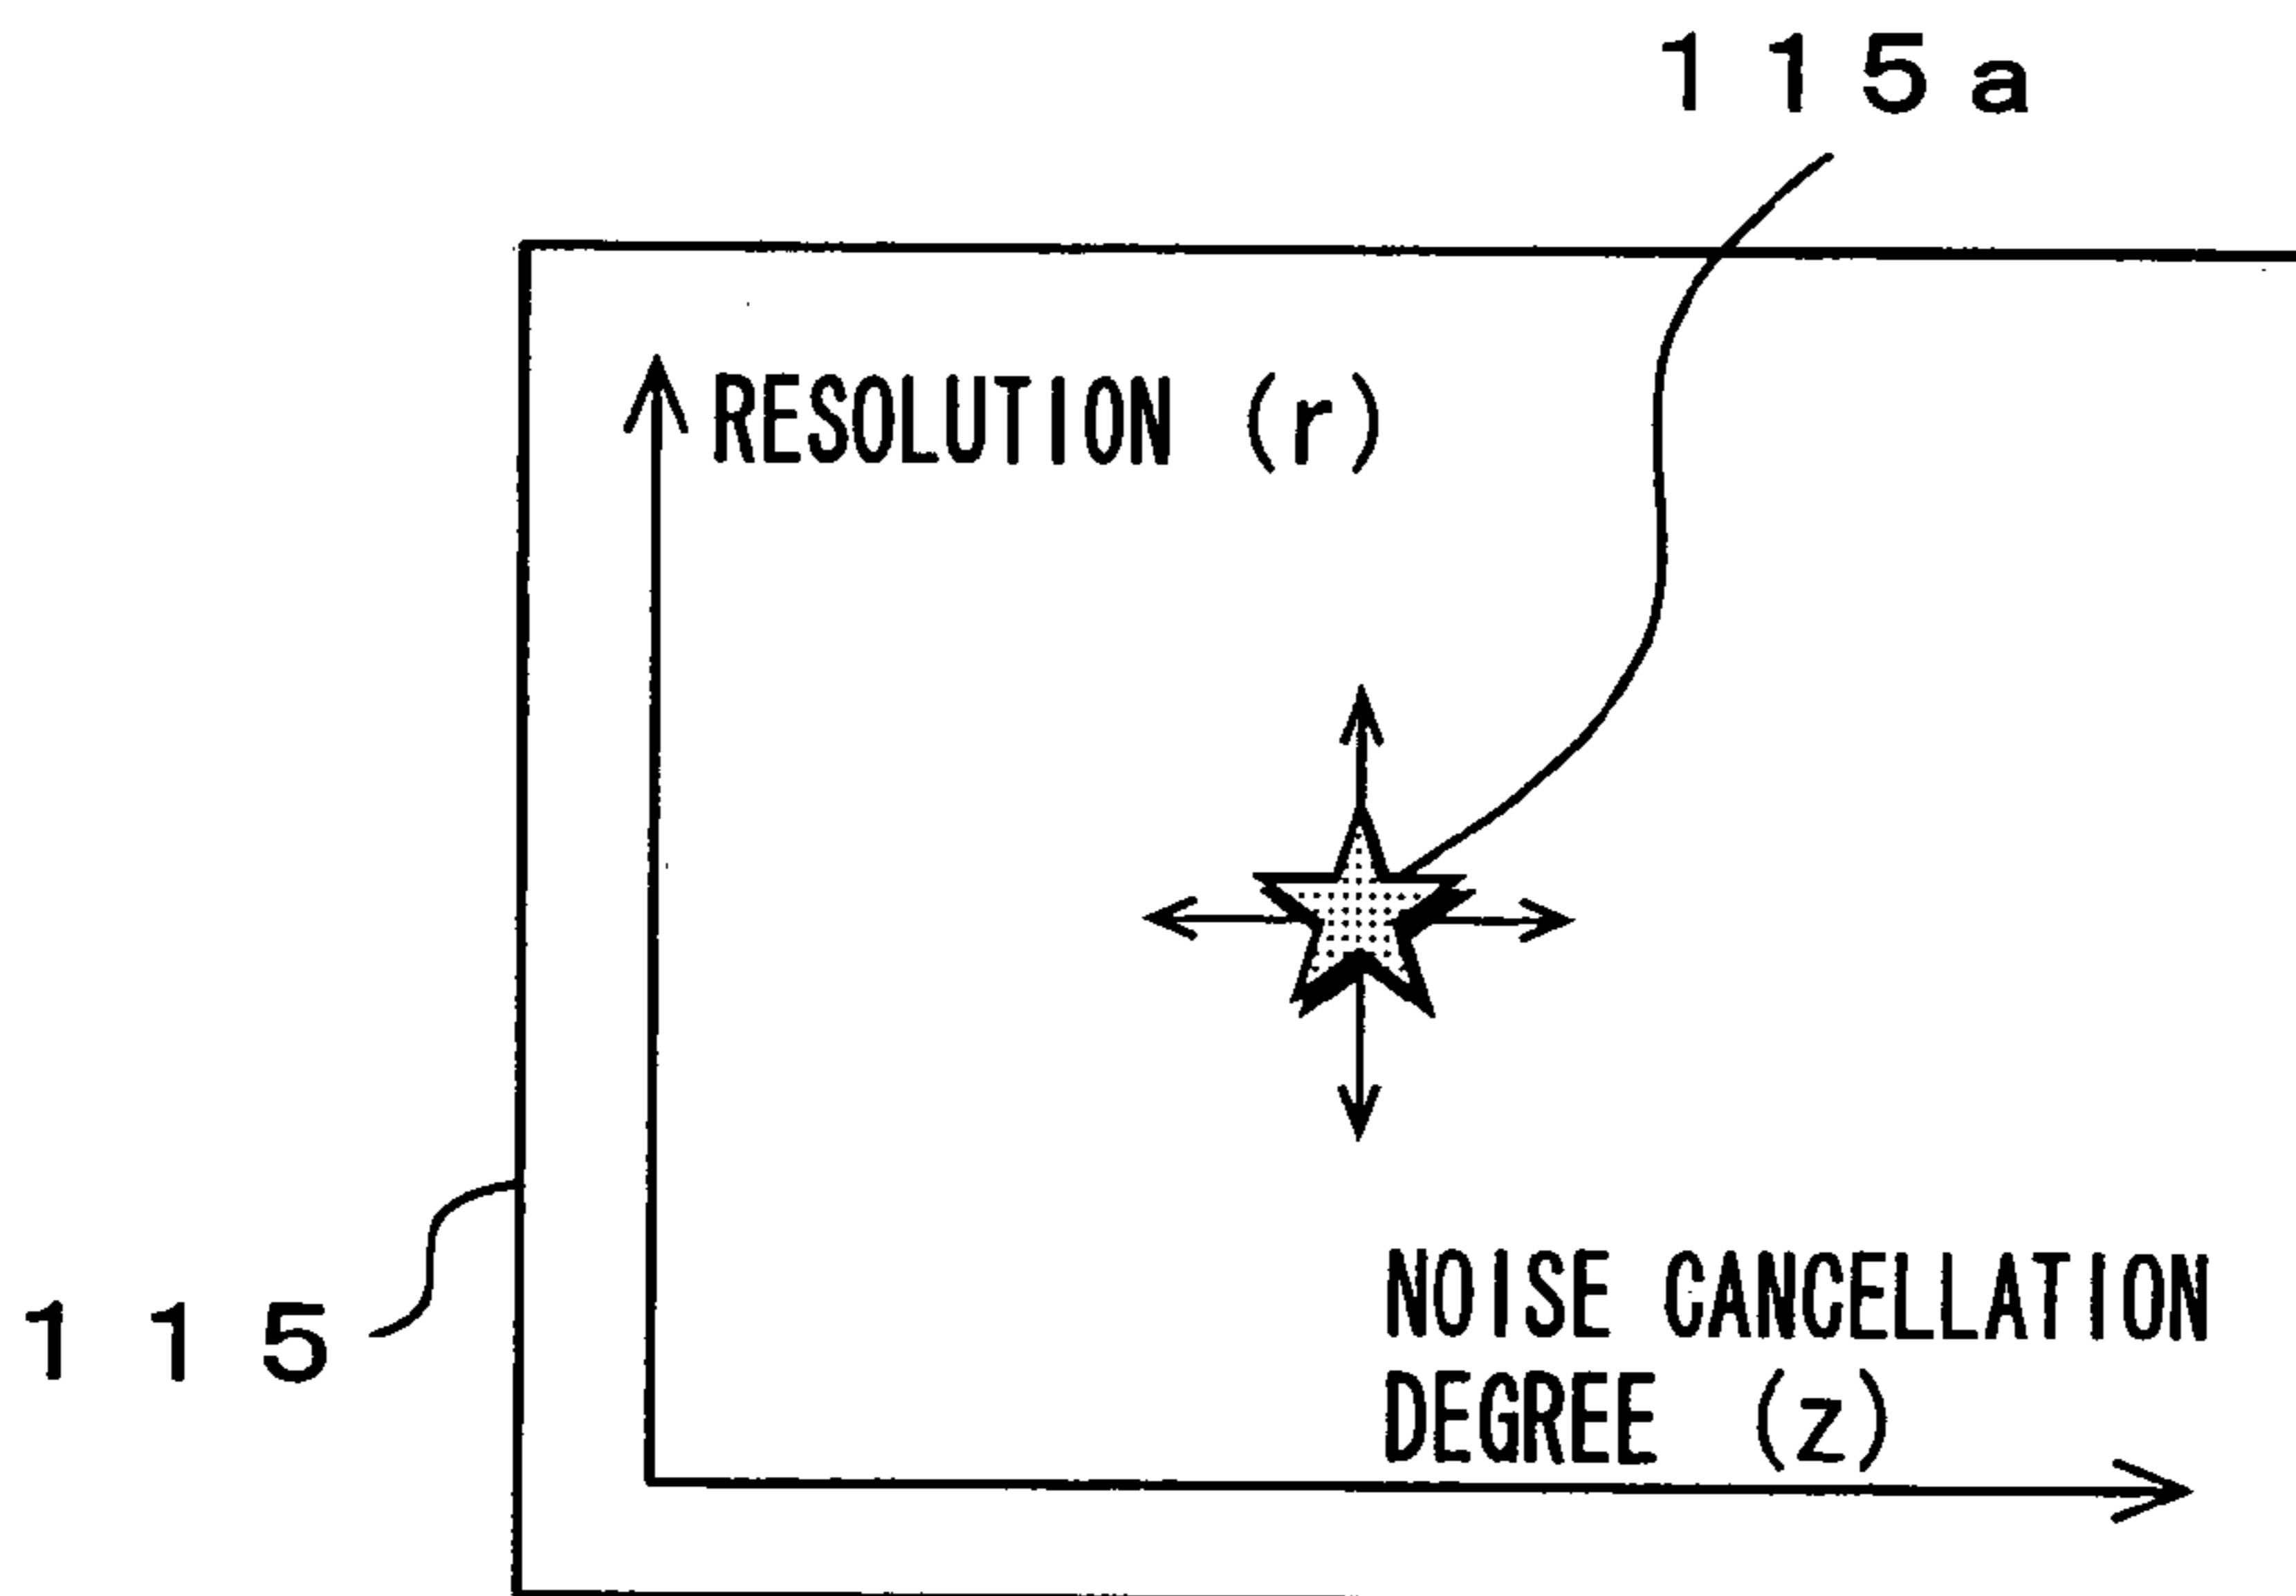 115a
RESOLUTION (r)
NOISE CANCELLATION
DEGREE (z)
115